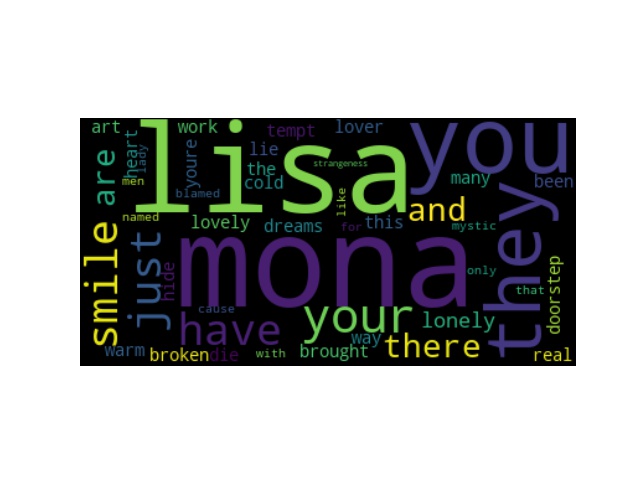 art
work
tempt
lover
lisa
you
heart
lady
youre
lie
strangeness
are
men
the
cold
blamed
like
many
been
named
lovely
dreams
for
this
and
mystic
they
smile
just
hide
mona
only
that
doorstep
cause
have
your
lonely
warm
broken
die
with
brought
way
there
real